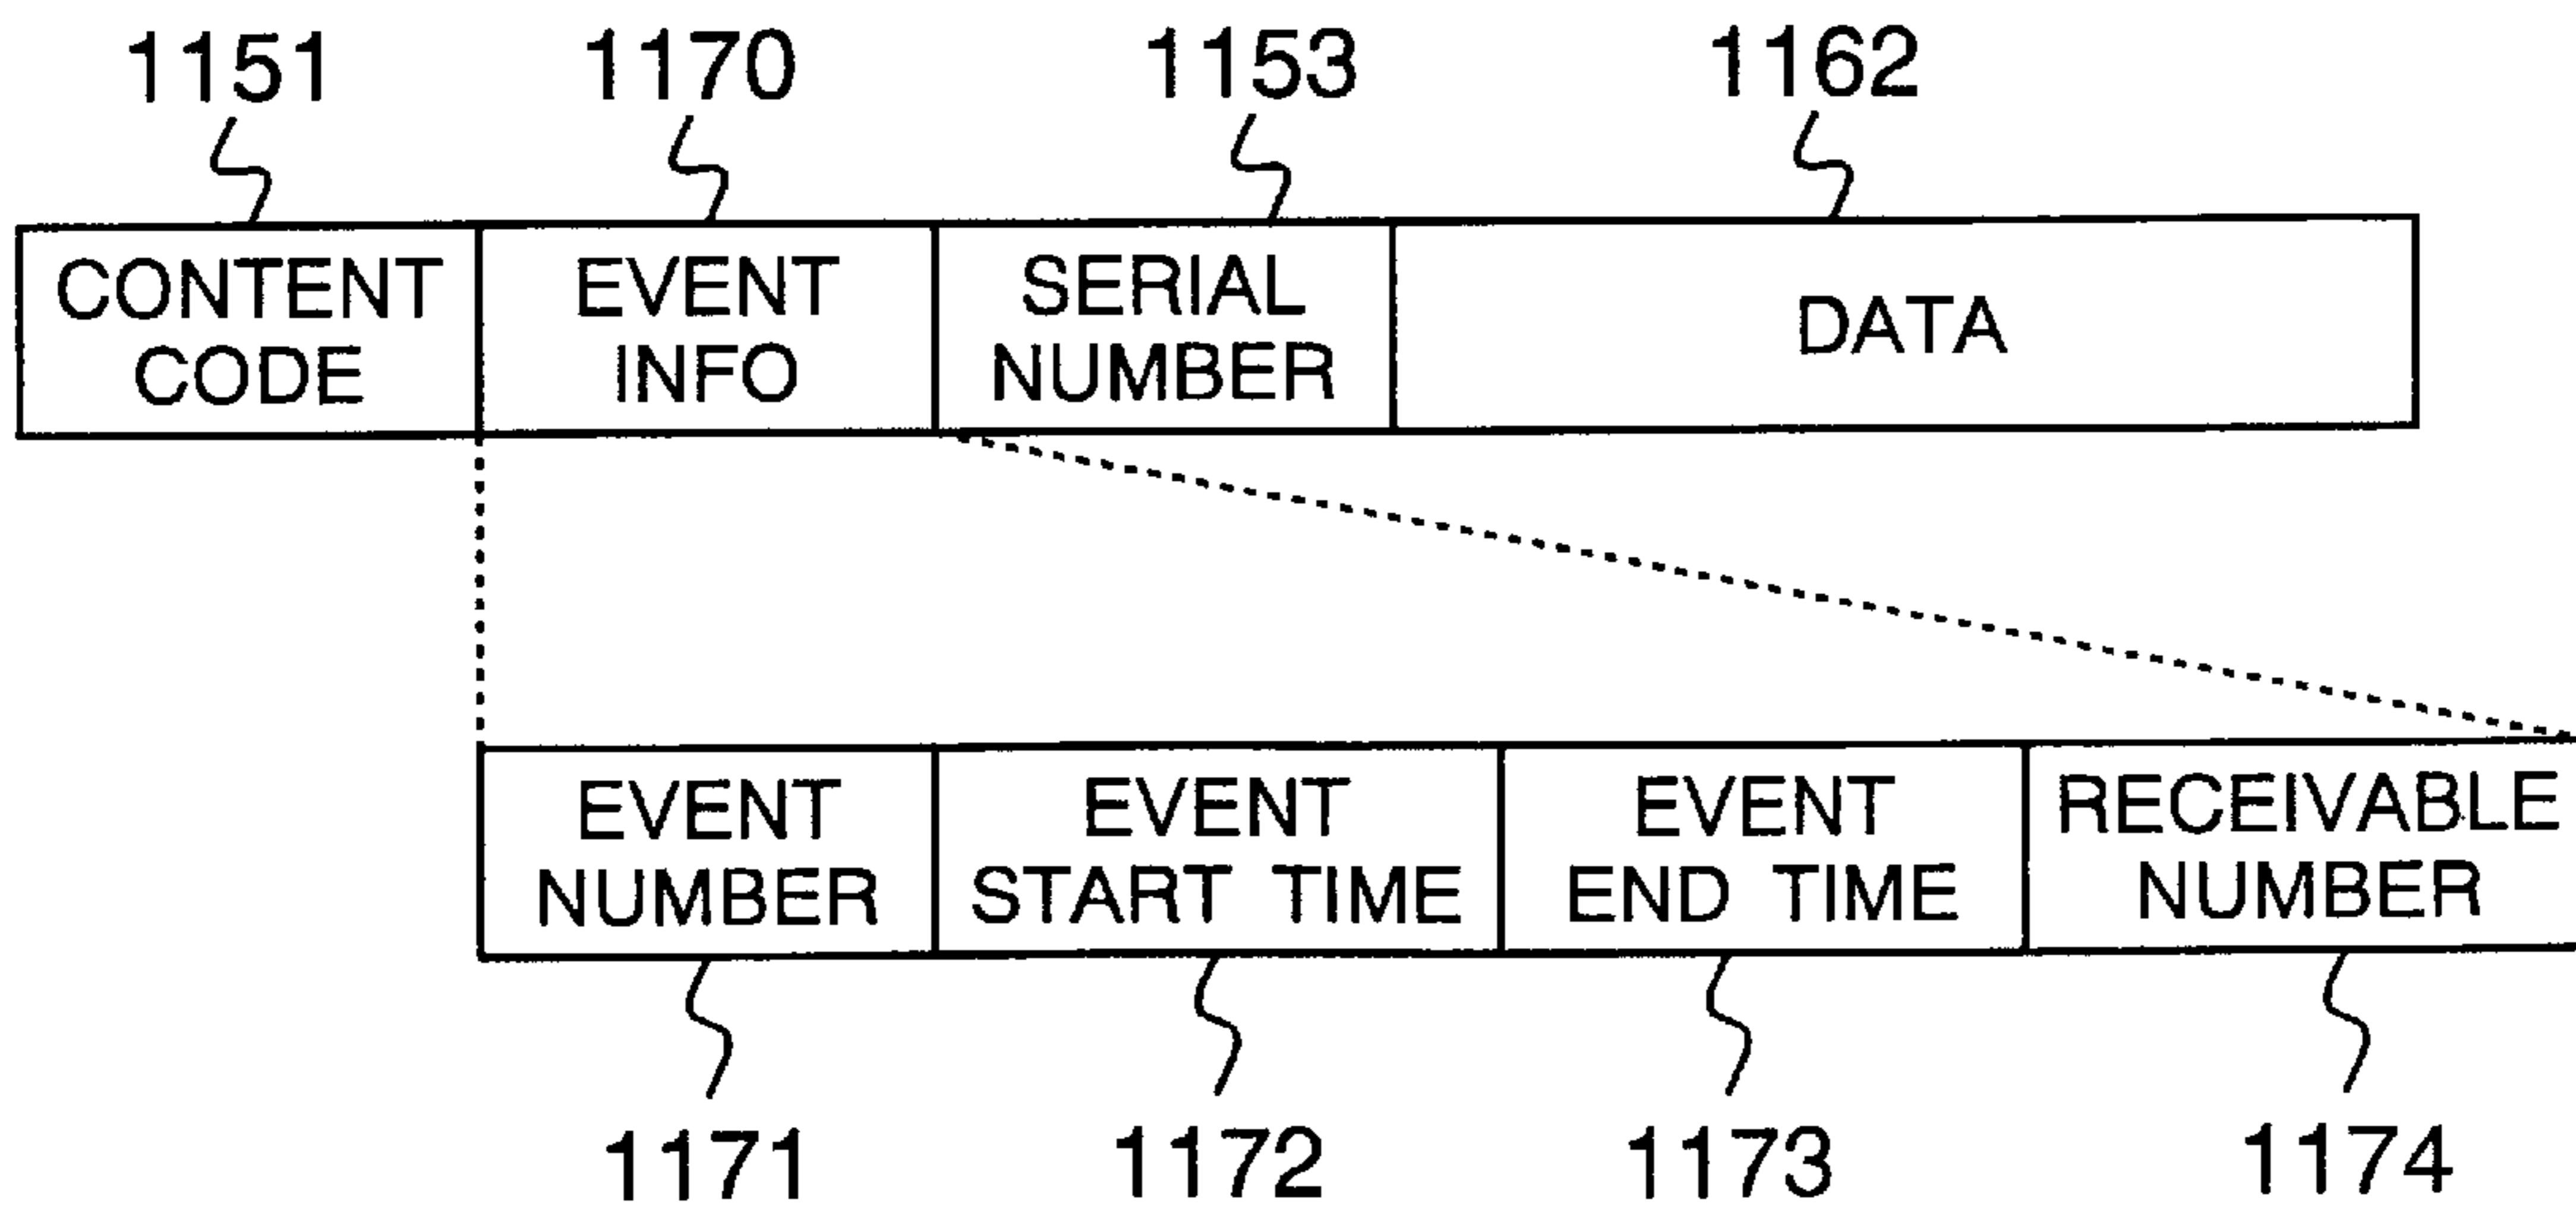 1151 1170 1153 1162
CONTENT CODE
EVENT INFO
SERIAL NUMBER
DATA
EVENT NUMBER
EVENT START TIME
EVENT END TIME
RECEIVABLE NUMBER
1171 1172 1173 1174